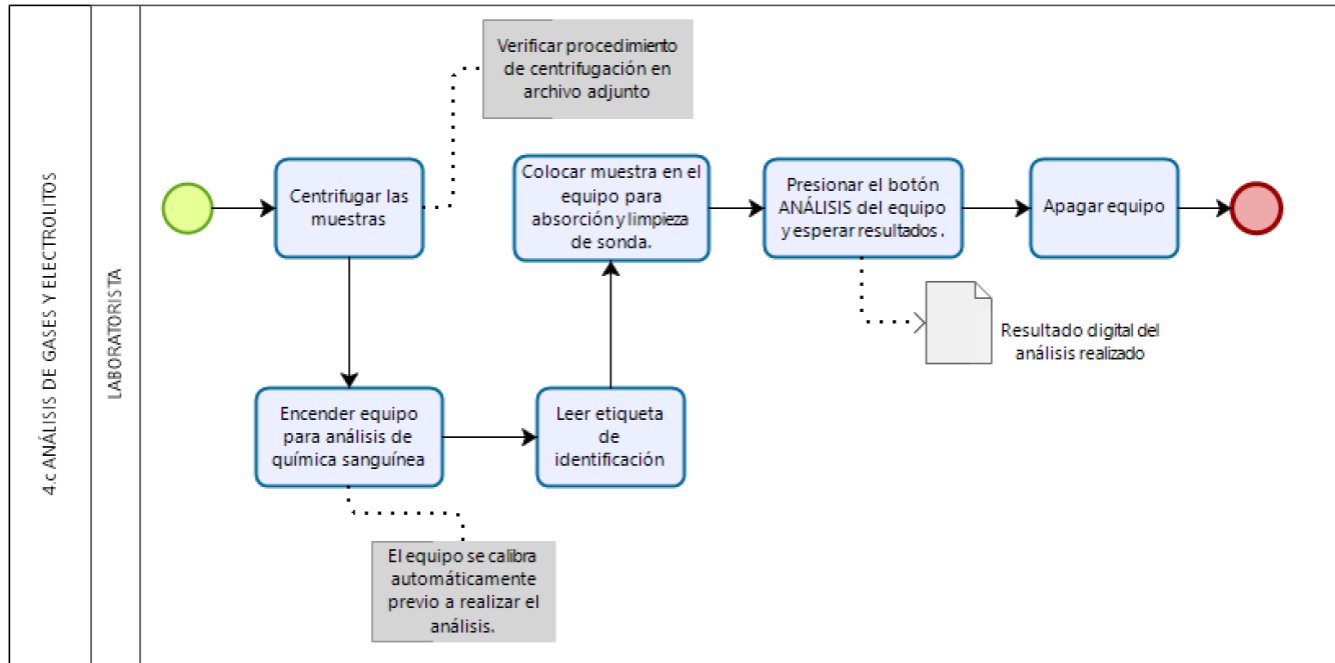 4.c ANÁLISIS DE GASES Y ELECTROLITOS
LABORATORISTA
Verificar procedimiento
de centrifugación en
archivo adjunto
Centrifugar las
muestras
Encender equipo
para análisis de
química sanguínea
El equipo se calibra
automáticamente
previo a realizar el
análisis.
Leer etiqueta
de
identificación
Colocar muestra en el
equipo para
absorción y limpieza
de sonda.
Presionar el botón
ANÁLISIS del equipo
y esperar resultados.
Resultado digital del
análisis realizado
Apagar equipo